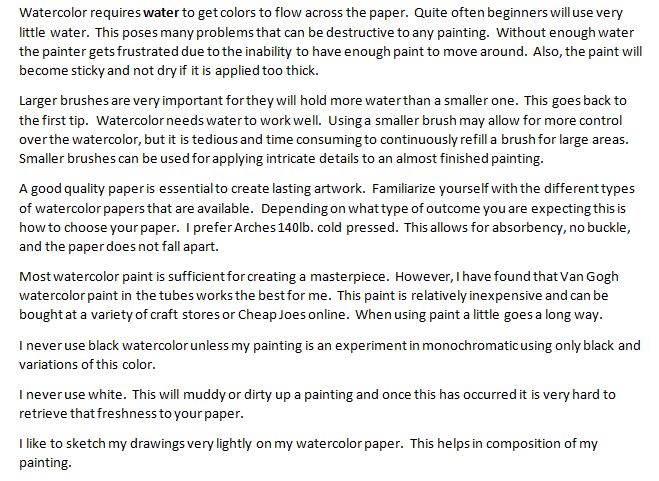 Watercolor requires water to get colors to flow across the paper.  Quite often beginners will use very
little water.  This poses many problems that can be destructive to any painting.  Without enough water
the painter gets frustrated due to the inability to have enough paint to move around.  Also, the paint will
become sticky and not dry if it is applied too thick.
Larger brushes are very important for they will hold more water than a smaller one.  This goes back to
the first tip.  Watercolor needs water to work well.  Using a smaller brush may allow for more control
over the watercolor, but it is tedious and time consuming to continuously refill a brush for large areas.
Smaller brushes can be used for applying intricate details to an almost finished painting.
A good quality paper is essential to create lasting artwork.  Familiarize yourself with the different types
of watercolor papers that are available.  Depending on what type of outcome you are expecting this is
how to choose your paper.  I prefer Arches 140lb. cold pressed.  This allows for absorbency, no buckle,
and the paper does not fall apart.
Most watercolor paint is sufficient for creating a masterpiece.  However, I have found that Van Gogh
watercolor paint in the tubes works the best for me.  This paint is relatively inexpensive and can be
bought at a variety of craft stores or Cheap Joes online.  When using paint a little goes a long way.
I never use black watercolor unless my painting is an experiment in monochromatic using only black and
variations of this color.
I never use white.  This will muddy or dirty up a painting and once this has occurred it is very hard to
retrieve that freshness to your paper.
I like to sketch my drawings very lightly on my watercolor paper.  This helps in composition of my
painting.